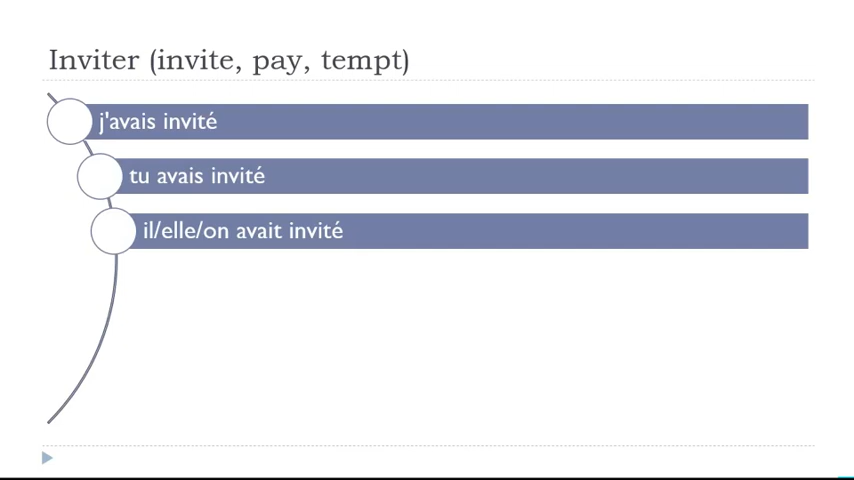 Inviter (invite, pay, tempt)
j'avais invité
tu avais invité
il/elle/on avait invité